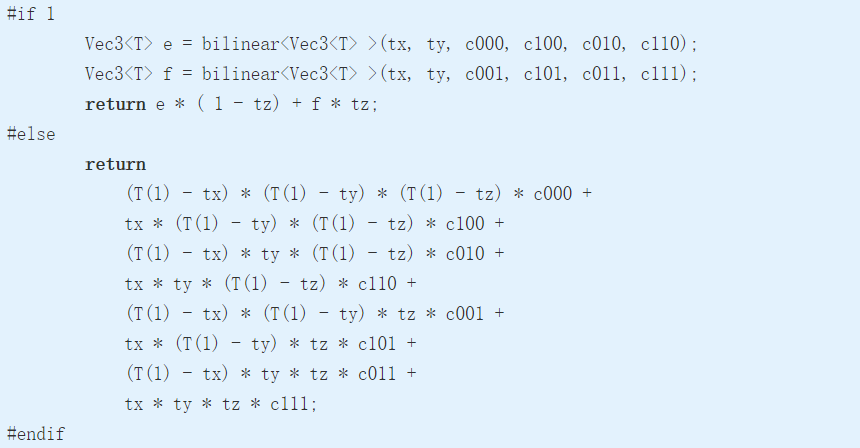 #if 1
Vec3<T> e = bilinear<Vec3<T> >(tx, ty, c000, c100, c010, c110);
Vec3<T> f = bilinear<Vec3<T> >(tx, ty, c001, c101, c011, c111);
return e * ( 1 - tz) + f * tz;
#else
return
(T(1) - tx) * (T(1) - ty) * (T(1) - tz) * c000 +
tx * (T(1) - ty) * (T(1) - tz) * c100 +
(T(1) - tx) * ty * (T(1) - tz) * c010 +
tx * ty * (T(1) - tz) * c110 +
(T(1) - tx) * (T(1) - ty) * tz * c001 +
tx * (T(1) - ty) * tz * c101 +
(T(1) - tx) * ty * tz * c011 +
tx * ty * tz * c111;
#endif